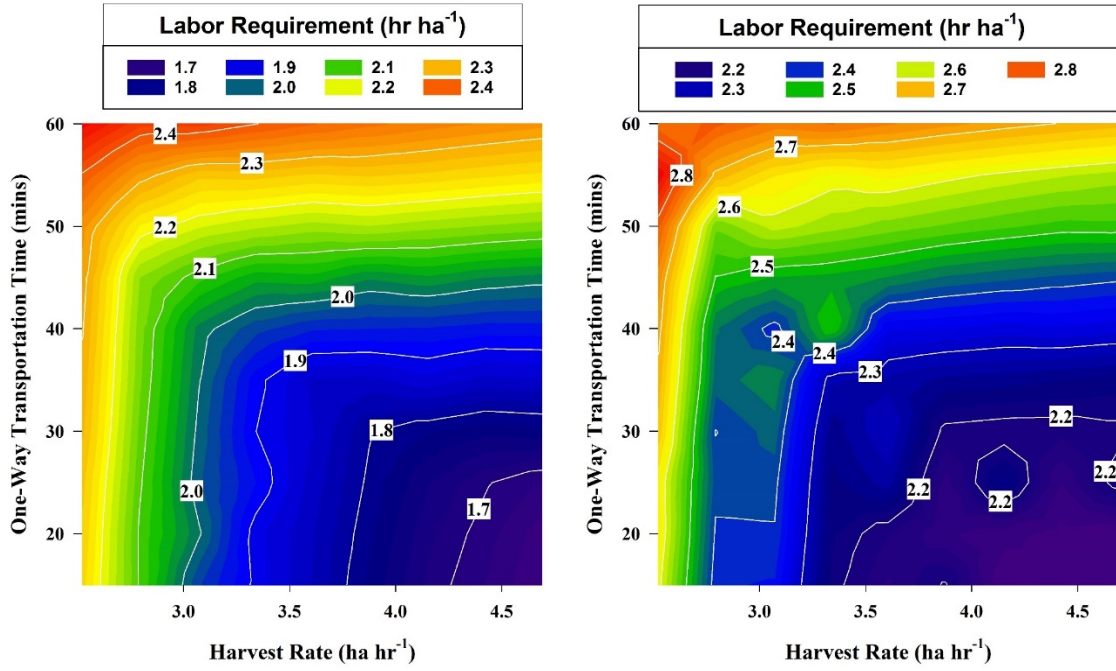 Labor Requirement (hr ha⁻¹)
1.7 1.9 2.1 2.3
1.8 2.0 2.2 2.4
60
50
40
30
20
One-Way Transportation Time (mins)
2.4
2.3
2.2
2.1
2.0
1.9
1.8
2.0
1.7
3.0 3.5 4.0 4.5
Harvest Rate (ha hr⁻¹)
Labor Requirement (hr ha⁻¹)
2.2 2.4 2.6 2.8
2.3 2.5 2.7
60
50
40
30
20
One-Way Transportation Time (mins)
2.7
2.8
2.6
2.5
2.4
2.4
2.3
2.2
2.2
2.2
2.2
3.0 3.5 4.0 4.5
Harvest Rate (ha hr⁻¹)